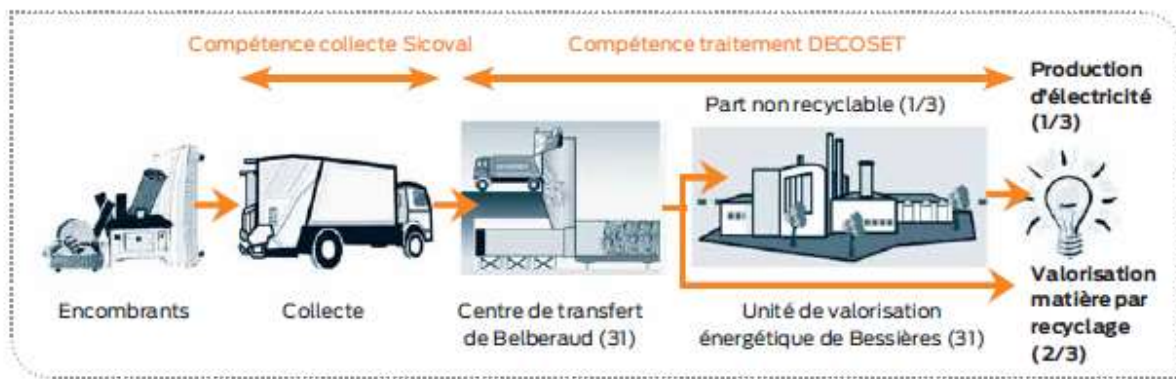 Compétence collecte Sicoval
Compétence traitement DECOSET
Part non recyclable (1/3)
Production
d'électricité
(1/3)
Encombrants
Collecte
Centre de transfert
de Belberaud (31)
Unité de valorisation
énergétique de Bessières (31)
Valorisation
matière par
recyclage
(2/3)